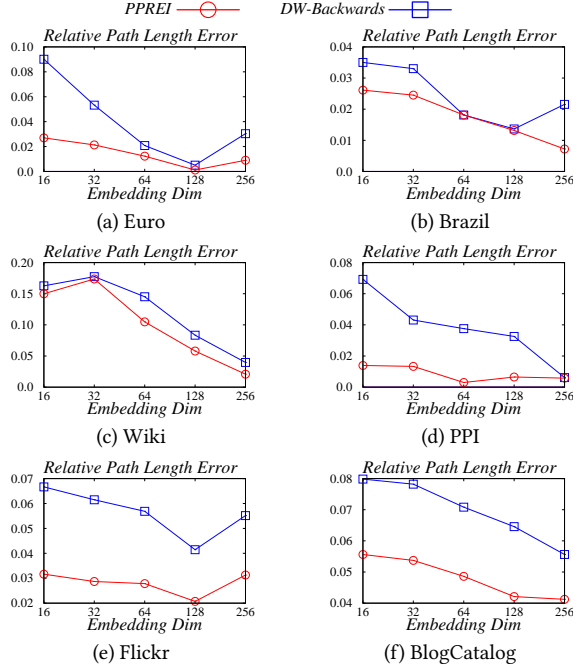 PPREI DW-Backwards
Relative Path Length Error Relative Path Length Error
0.10 0.04
0.08
0.03
0.06
0.02
0.04
0.01
0.02
0.0 0.0
16 32 64 128 256 16 32 64 128 256
Embedding Dim Embedding Dim
(a) Euro (b) Brazil
Relative Path Length Error Relative Path Length Error
0.20 0.08
0.15 0.06
0.10 0.04
0.05 0.02
0.0 0.0
16 32 64 128 256 16 32 64 128 256
Embedding Dim Embedding Dim
(c) Wiki (d) PPI
Relative Path Length Error Relative Path Length Error
0.07 0.08
0.06 0.07
0.05
0.06
0.04
0.05
0.03
0.02 0.04
16 32 64 128 256 16 32 64 128 256
Embedding Dim Embedding Dim
(e) Flickr (f) BlogCatalog